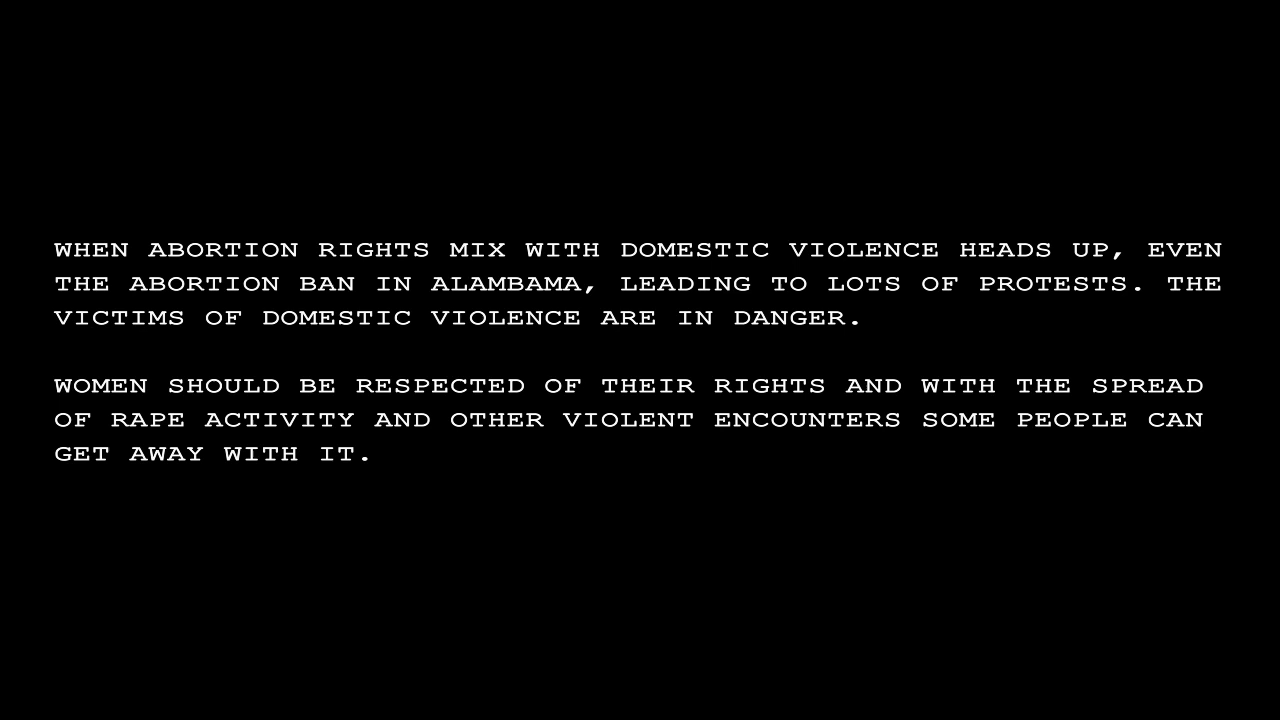 WHEN ABORTION RIGHTS MIX WITH DOMESTIC VIOLENCE HEADS UP, EVEN
THE ABORTION BAN IN ALAMBAMA, LEADING TO LOTS OF PROTESTS. THE
VICTIMS OF DOMESTIC VIOLENCE ARE IN DANGER.
WOMEN SHOULD BE RESPECTED OF THEIR RIGHTS AND WITH THE SPREAD
OF RAPE ACTIVITY AND OTHER VIOLENT ENCOUNTERS SOME PEOPLE CAN
GET AWAY WITH IT.